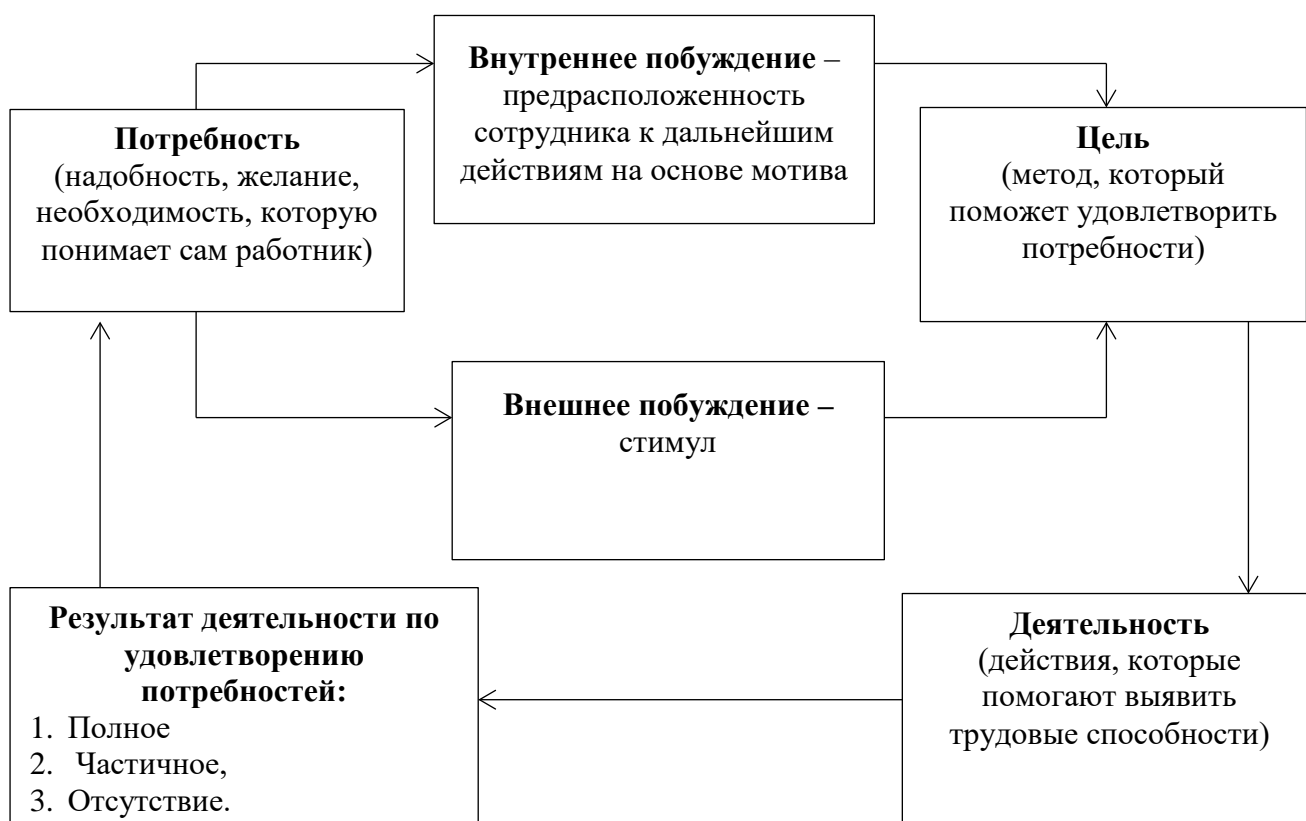 Внутреннее побуждение –
предрасположенность
сотрудника к дальнейшим
действиям на основе мотива
Потребность
(надобность, желание,
необходимость, которую
понимает сам работник)
Цель
(метод, который
поможет удовлетворить
потребности)
Внешнее побуждение –
стимул
Результат деятельности по
удовлетворению
потребностей:
1. Полное
2. Частичное,
3. Отсутствие.
Деятельность
(действия, которые
помогают выявить
трудовые способности)